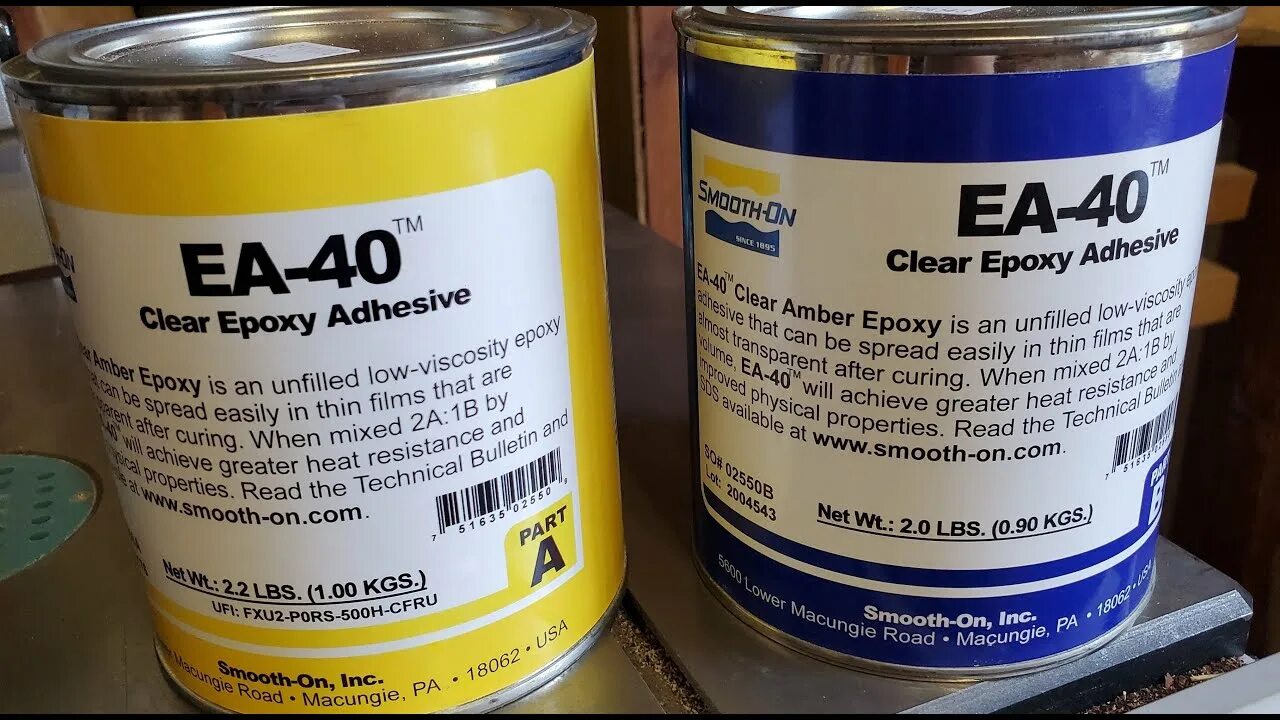 EA-40™
Clear Epoxy Adhesive
Amber Epoxy is an unfilled low-viscosity epoxy
can be spread easily in thin films that are
after curing. When mixed 2A:1B by
will achieve greater heat resistance and
properties. Read the Technical Bulletin and
at www.smooth-on.com.
7 51635 02550 9
PART
A
Net Wt.: 2.2 LBS. (1.00 KGS.)
UFI: FXU2-P0RS-500H-CFRU
Smooth-On, Inc.
Macungie Road • Macungie, PA • 18062 • USA
SMOOTH-ON
SINCE 1895
EA-40™
Clear Epoxy Adhesive
EA-40™ Clear Amber Epoxy is an unfilled low-viscosity
adhesive that can be spread easily in thin films that are
almost transparent after curing. When mixed 2A:1B by
volume, EA-40™ will achieve greater heat resistance and
improved physical properties. Read the Technical Bulletin
SDS available at www.smooth-on.com.
SO# 02550B
Lot: 2004543
7 51635
PART
B
Net Wt.: 2.0 LBS. (0.90 KGS.)
Smooth-On, Inc.
5600 Lower Macungie Road • Macungie, PA • 18062 • USA